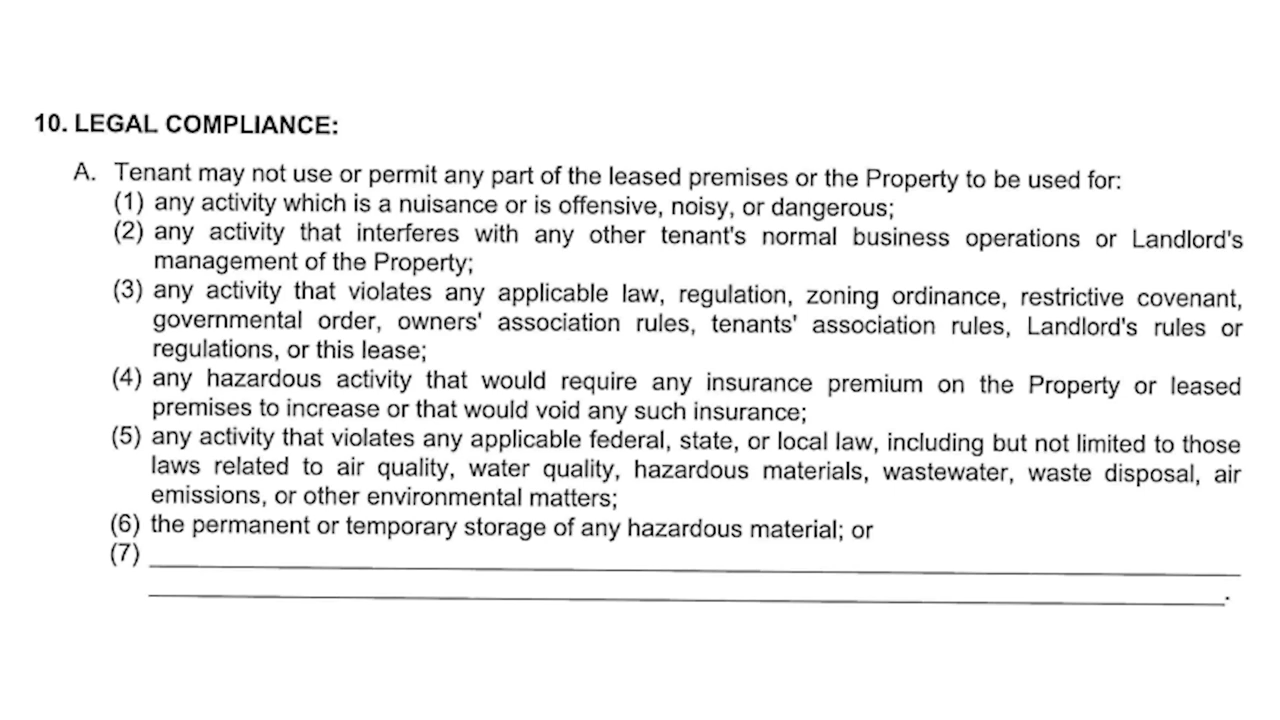 10. LEGAL COMPLIANCE:
A. Tenant may not use or permit any part of the leased premises or the Property to be used for:
(1) any activity which is a nuisance or is offensive, noisy, or dangerous;
(2) any activity that interferes with any other tenant's normal business operations or Landlord's
management of the Property;
(3) any activity that violates any applicable law, regulation, zoning ordinance, restrictive covenant,
governmental order, owners' association rules, tenants' association rules, Landlord's rules or
regulations, or this lease;
(4) any hazardous activity that would require any insurance premium on the Property or leased
premises to increase or that would void any such insurance;
(5) any activity that violates any applicable federal, state, or local law, including but not limited to those
laws related to air quality, water quality, hazardous materials, wastewater, waste disposal, air
emissions, or other environmental matters;
(6) the permanent or temporary storage of any hazardous material; or
(7)
.